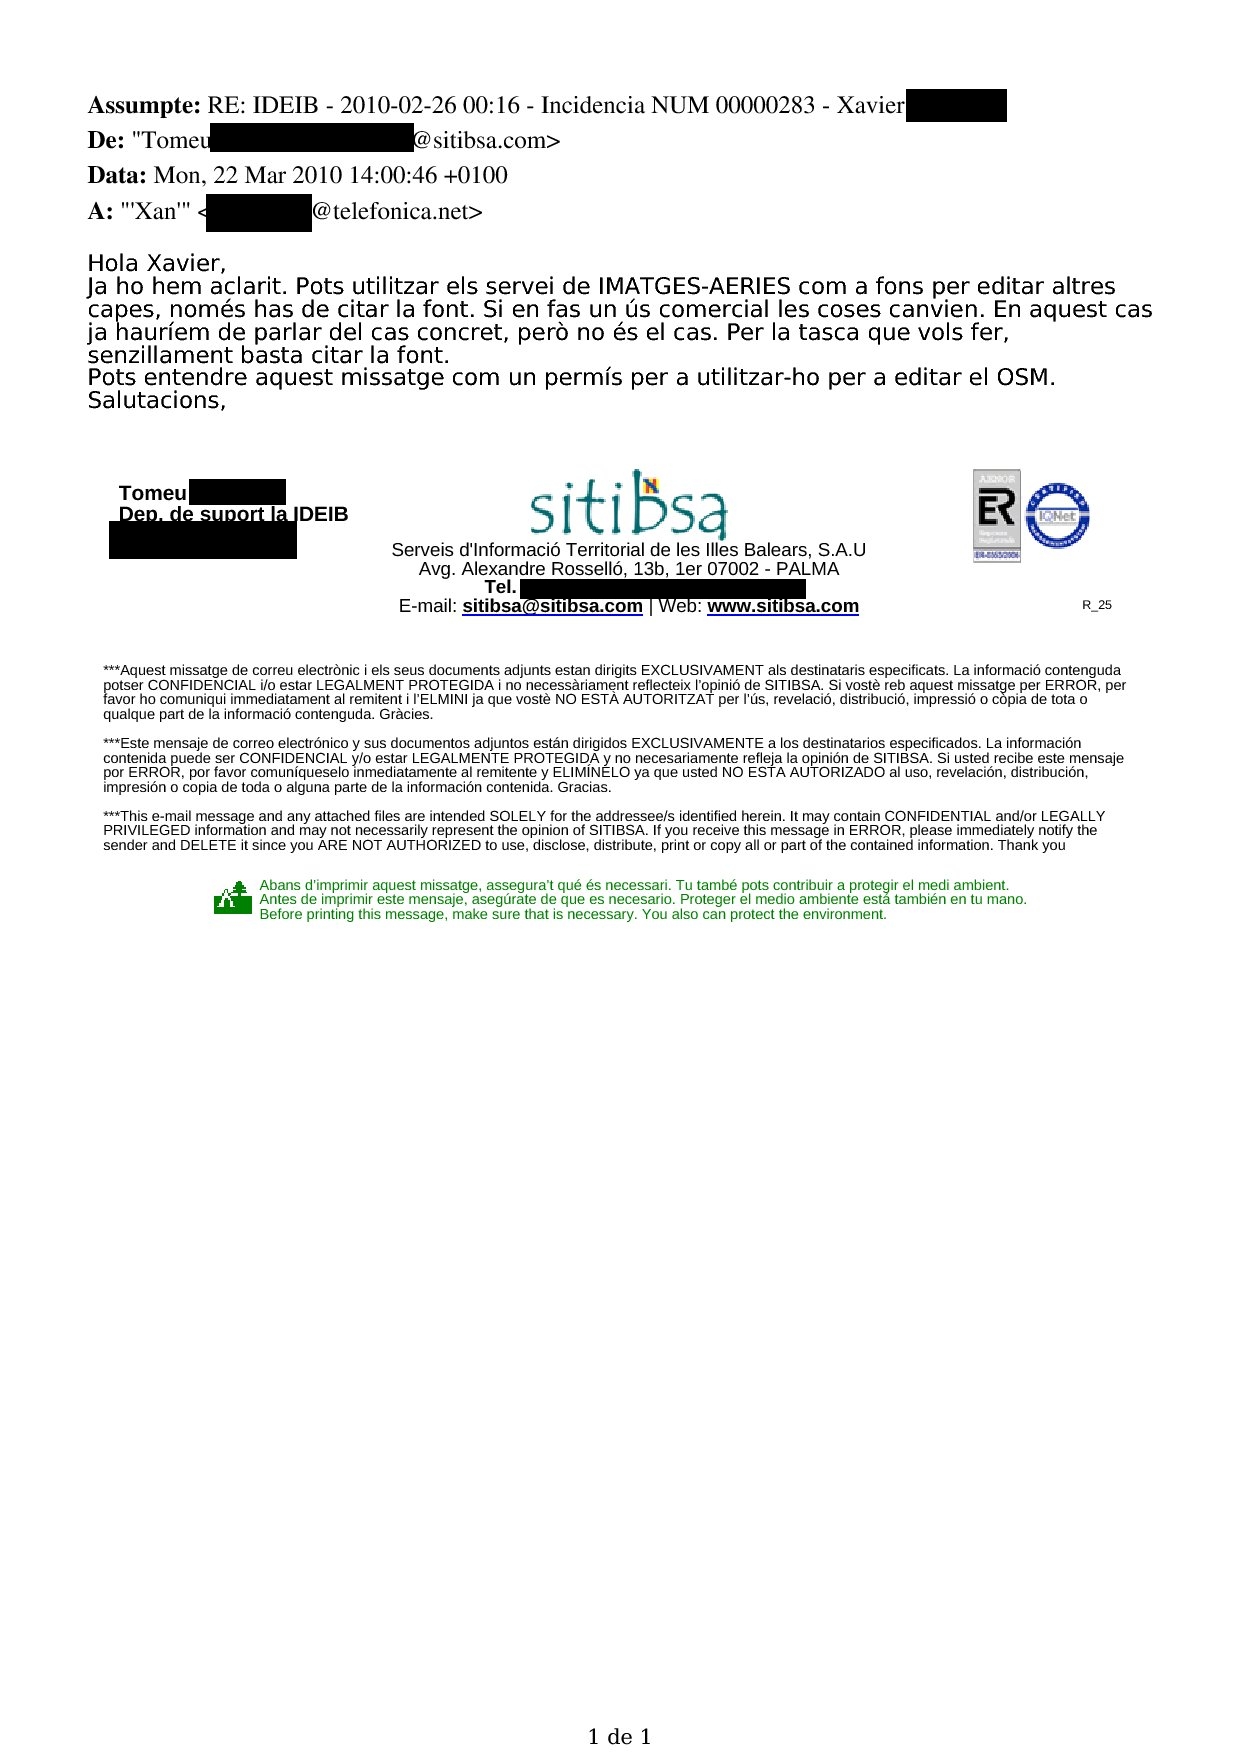 Assumpte: RE: IDEIB - 2010-02-26 00:16 - Incidencia NUM 00000283 - Xavier
De: "Tomeu @sitibsa.com>
Data: Mon, 22 Mar 2010 14:00:46 +0100
A: "'Xan'" < @telefonica.net>
Hola Xavier,
Ja ho hem aclarit. Pots utilitzar els servei de IMATGES-AERIES com a fons per editar altres
capes, només has de citar la font. Si en fas un ús comercial les coses canvien. En aquest cas
ja hauríem de parlar del cas concret, però no és el cas. Per la tasca que vols fer,
senzillament basta citar la font.
Pots entendre aquest missatge com un permís per a utilitzar-ho per a editar el OSM.
Salutacions,
Tomeu
Dep. de suport la IDEIB
sitibsa
AENOR
ER
Empresa
Registrada
CERTIFIED
IQNet
Serveis d'Informació Territorial de les Illes Balears, S.A.U
Avg. Alexandre Rosselló, 13b, 1er 07002 - PALMA
Tel.
E-mail: sitibsa@sitibsa.com | Web: www.sitibsa.com
R_25
***Aquest missatge de correu electrònic i els seus documents adjunts estan dirigits EXCLUSIVAMENT als destinataris especificats. La informació contenguda
potser CONFIDENCIAL i/o estar LEGALMENT PROTEGIDA i no necessàriament reflecteix l'opinió de SITIBSA. Si vostè reb aquest missatge per ERROR, per
favor ho comuniqui immediatament al remitent i l'ELMINI ja que vostè NO ESTÀ AUTORITZAT per l'ús, revelació, distribució, impressió o còpia de tota o
qualque part de la informació contenguda. Gràcies.
***Este mensaje de correo electrónico y sus documentos adjuntos están dirigidos EXCLUSIVAMENTE a los destinatarios especificados. La información
contenida puede ser CONFIDENCIAL y/o estar LEGALMENTE PROTEGIDA y no necesariamente refleja la opinión de SITIBSA. Si usted recibe este mensaje
por ERROR, por favor comuníqueselo inmediatamente al remitente y ELIMÍNELO ya que usted NO ESTÁ AUTORIZADO al uso, revelación, distribución,
impresión o copia de toda o alguna parte de la información contenida. Gracias.
***This e-mail message and any attached files are intended SOLELY for the addressee/s identified herein. It may contain CONFIDENTIAL and/or LEGALLY
PRIVILEGED information and may not necessarily represent the opinion of SITIBSA. If you receive this message in ERROR, please immediately notify the
sender and DELETE it since you ARE NOT AUTHORIZED to use, disclose, distribute, print or copy all or part of the contained information. Thank you
Abans d'imprimir aquest missatge, assegura't qué és necessari. Tu també pots contribuir a protegir el medi ambient.
Antes de imprimir este mensaje, asegúrate de que es necesario. Proteger el medio ambiente está también en tu mano.
Before printing this message, make sure that is necessary. You also can protect the environment.
1 de 1